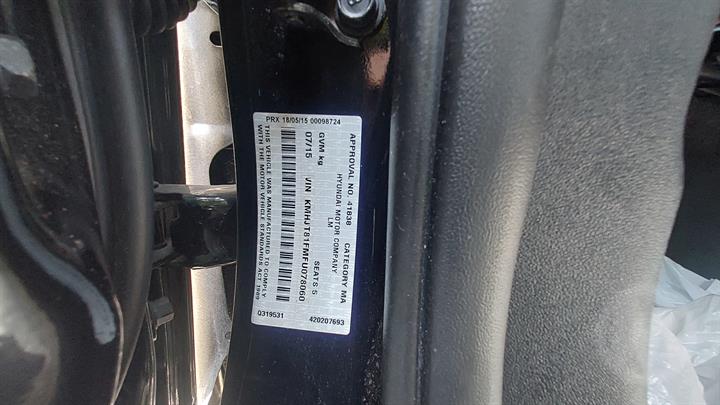 PRX 18/05/15 00098724
APPROVAL NO. 41838 CATEGORY MA
HYUNDAI MOTOR COMPANY
LM
GVM kg SEATS 5
07/15 VIN KMHJT81FMFU078060
THIS VEHICLE WAS MANUFACTURED TO COMPLY
WITH THE MOTOR VEHICLE STANDARDS ACT 1989
Q319531 420207693